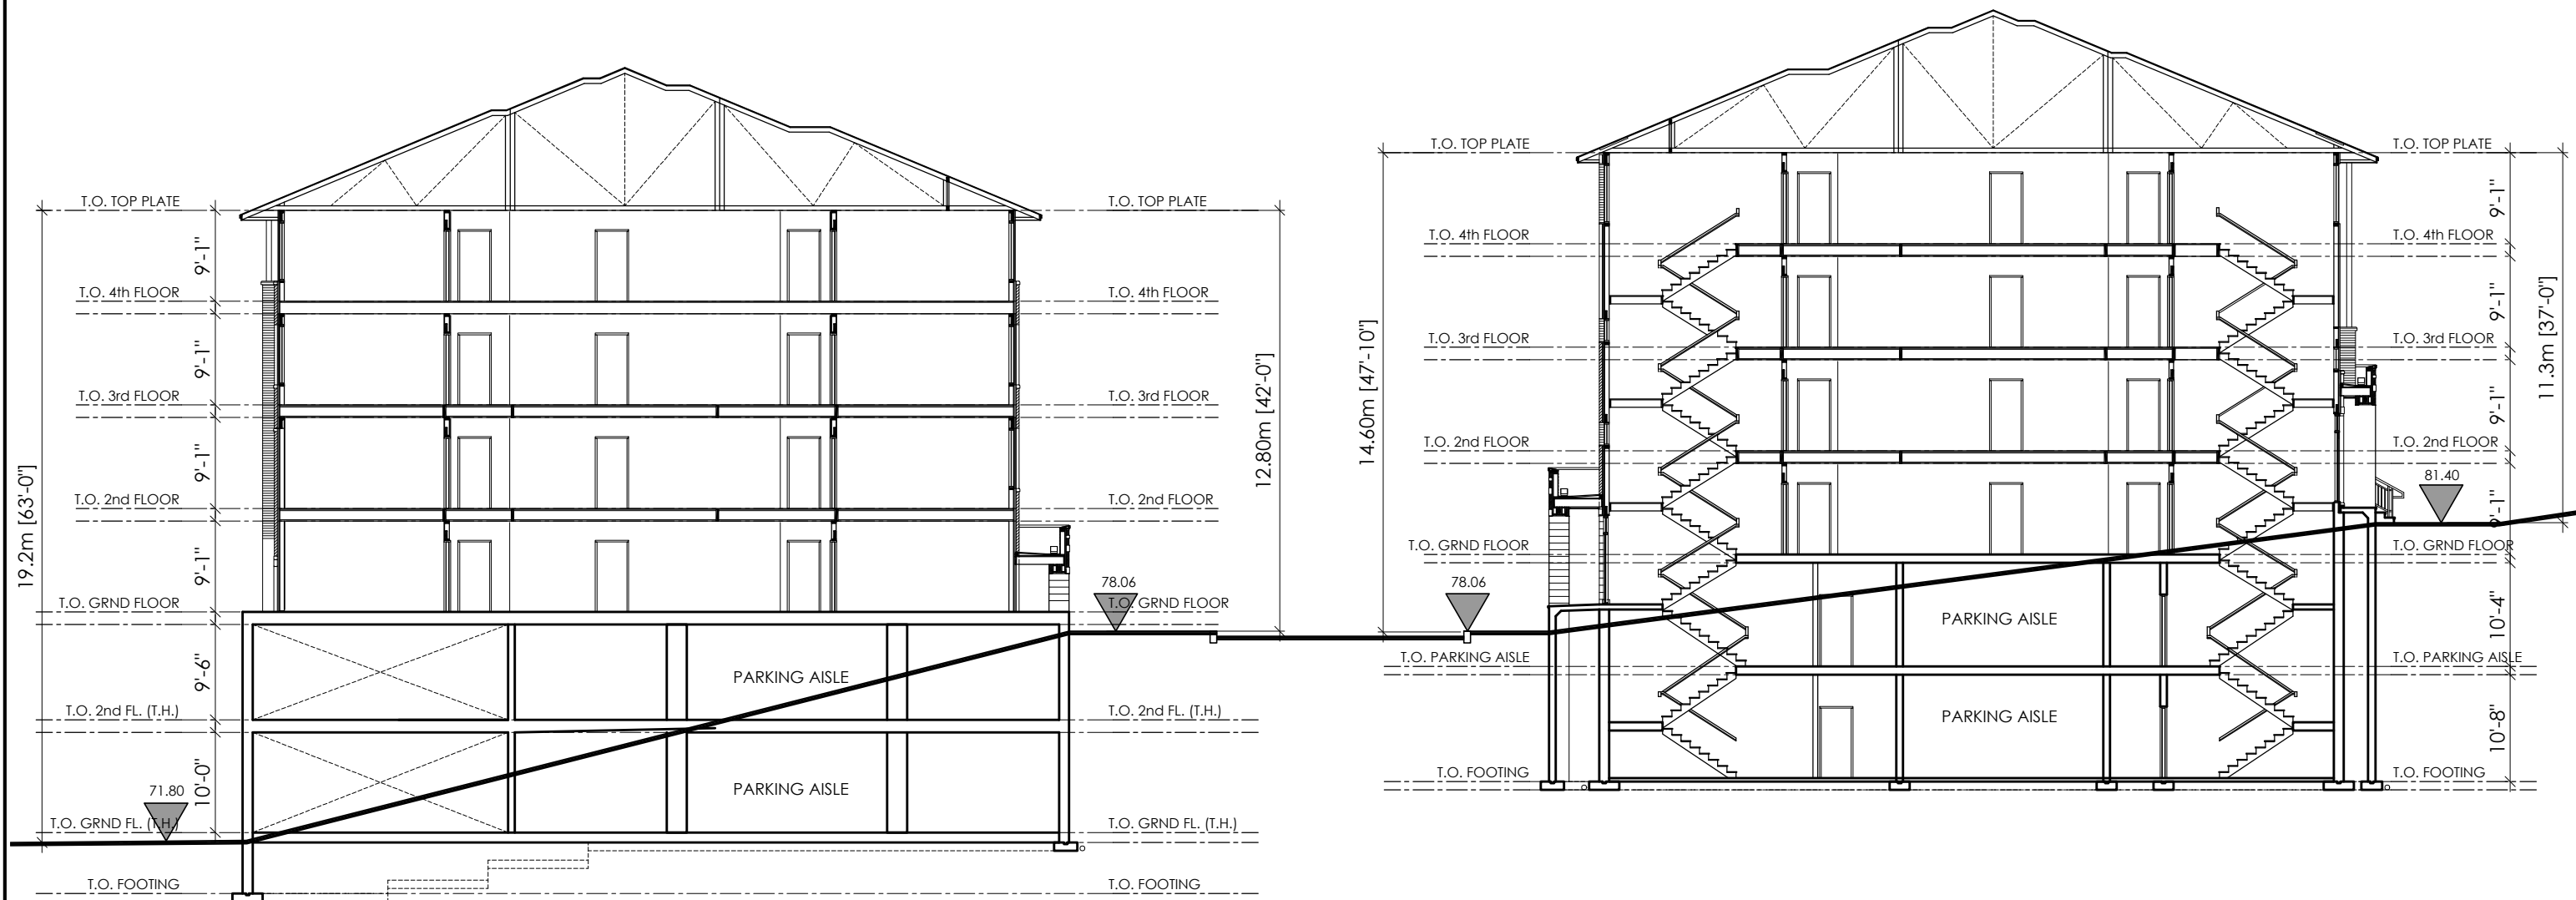 T.O. TOP PLATE
T.O. 4th FLOOR
T.O. 3rd FLOOR
T.O. 2nd FLOOR
T.O. GRND FLOOR
T.O. 2nd FL. (T.H.)
T.O. GRND FL. (T.H.)
T.O. FOOTING
19.2m [63'-0"]
9'-1"
9'-1"
9'-1"
9'-1"
9'-6"
10'-0"
71.80
PARKING AISLE
PARKING AISLE
T.O. TOP PLATE
T.O. 4th FLOOR
T.O. 3rd FLOOR
T.O. 2nd FLOOR
T.O. GRND FLOOR
T.O. 2nd FL. (T.H.)
T.O. GRND FL. (T.H.)
T.O. FOOTING
78.06
12.80m [42'-0"]
14.60m [47'-10"]
T.O. TOP PLATE
T.O. 4th FLOOR
T.O. 3rd FLOOR
T.O. 2nd FLOOR
T.O. GRND FLOOR
78.06
T.O. PARKING AISLE
T.O. FOOTING
PARKING AISLE
PARKING AISLE
T.O. TOP PLATE
T.O. 4th FLOOR
T.O. 3rd FLOOR
T.O. 2nd FLOOR
81.40
T.O. GRND FLOOR
T.O. PARKING AISLE
T.O. FOOTING
9'-1"
9'-1"
9'-1"
9'-1"
10'-4"
10'-8"
11.3m [37'-0"]